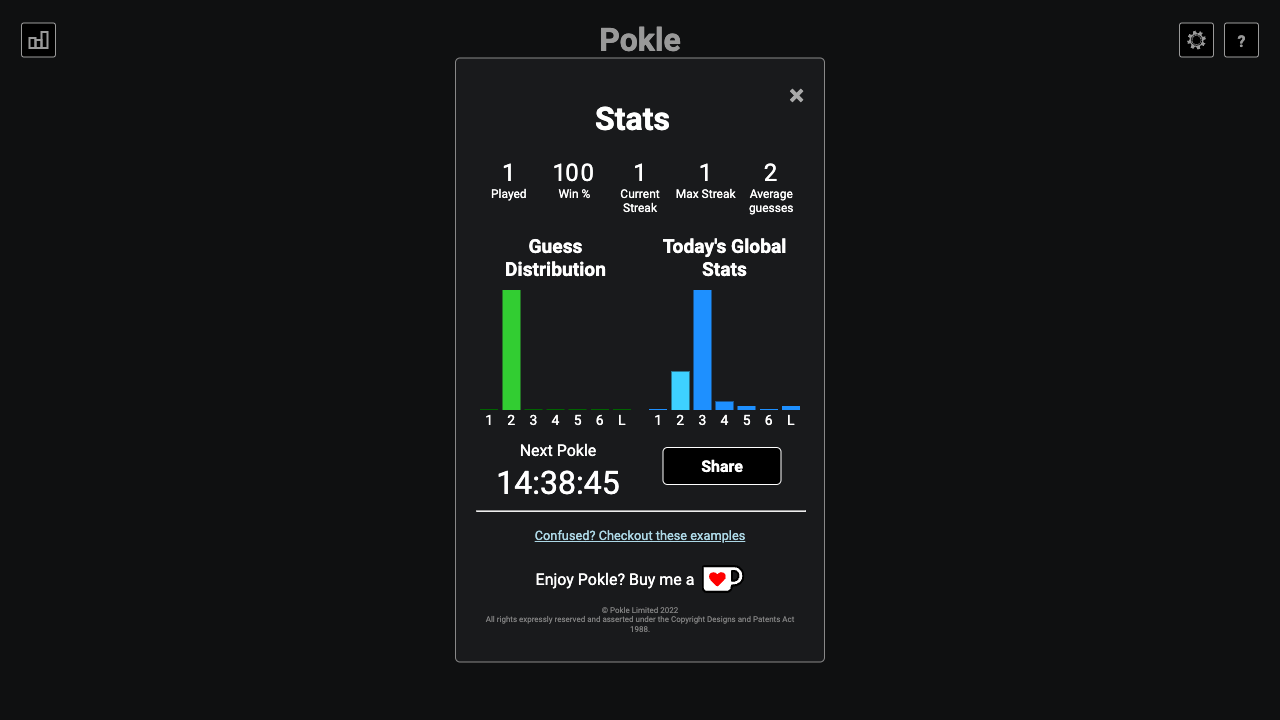 Pokle
?
Stats
1 100 1 1 2
Played Win % Current Max Streak Average
Streak guesses
Guess
Distribution
Today's Global
Stats
1 2 3 4 5 6 L
1 2 3 4 5 6 L
Next Pokle
14:38:45
Share
Confused? Checkout these examples
Enjoy Pokle? Buy me a
© Pokle Limited 2022
All rights expressly reserved and asserted under the Copyright Designs and Patents Act
1988.